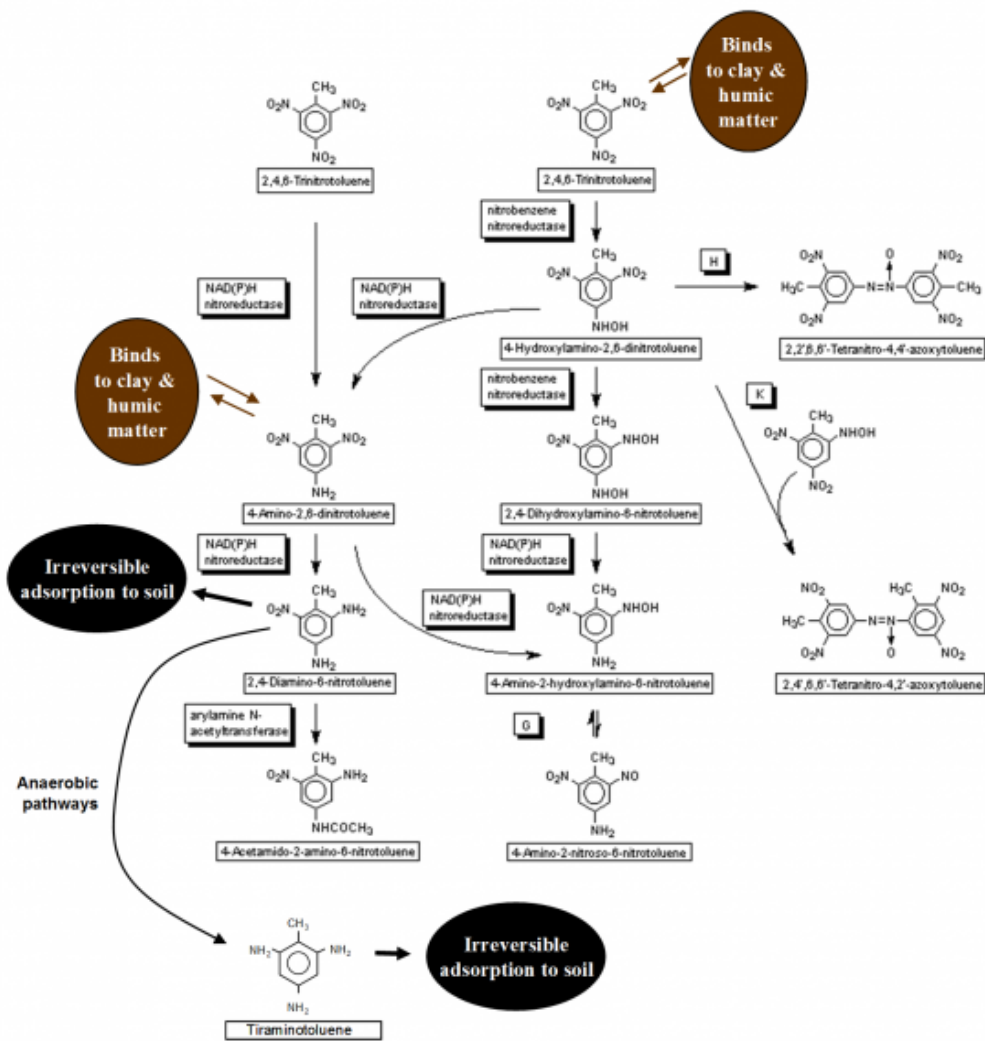 Binds
to clay &
humic
matter
CH₃
O₂N
NO₂
NO₂
2,4,6-Trinitrotoluene
CH₃
O₂N
NO₂
NO₂
2,4,6-Trinitrotoluene
nitrobenzene
nitroreductase
NAD(P)H
nitroreductase
NAD(P)H
nitroreductase
CH₃
O₂N
NO₂
NHOH
4-Hydroxylamino-2,6-dinitrotoluene
H
NO₂
O
O₂N
H₃C
N=N
CH₃
O₂N
NO₂
2,2',6,6'-Tetranitro-4,4'-azoxytoluene
Binds
to clay &
humic
matter
nitrobenzene
nitroreductase
K
CH₃
O₂N
NHOH
NO₂
CH₃
O₂N
NO₂
NH₂
4-Amino-2,6-dinitrotoluene
CH₃
O₂N
NHOH
NHOH
2,4-Dihydroxylamino-6-nitrotoluene
Irreversible
adsorption to soil
NAD(P)H
nitroreductase
NAD(P)H
nitroreductase
NAD(P)H
nitroreductase
CH₃
O₂N
NH₂
NH₂
2,4-Diamino-6-nitrotoluene
CH₃
O₂N
NHOH
NH₂
4-Amino-2-hydroxylamino-6-nitrotoluene
NO₂
H₃C
NO₂
H₃C
N=N
O₂N
O
NO₂
2,4',6,6'-Tetranitro-4,2'-azoxytoluene
arylamine N-
acetyltransferase
G
Anaerobic
pathways
CH₃
O₂N
NH₂
NHCOCH₃
4-Acetamido-2-amino-6-nitrotoluene
CH₃
O₂N
NO
NH₂
4-Amino-2-nitroso-6-nitrotoluene
CH₃
NH₂
NH₂
NH₂
Tiraminotoluene
Irreversible
adsorption to soil